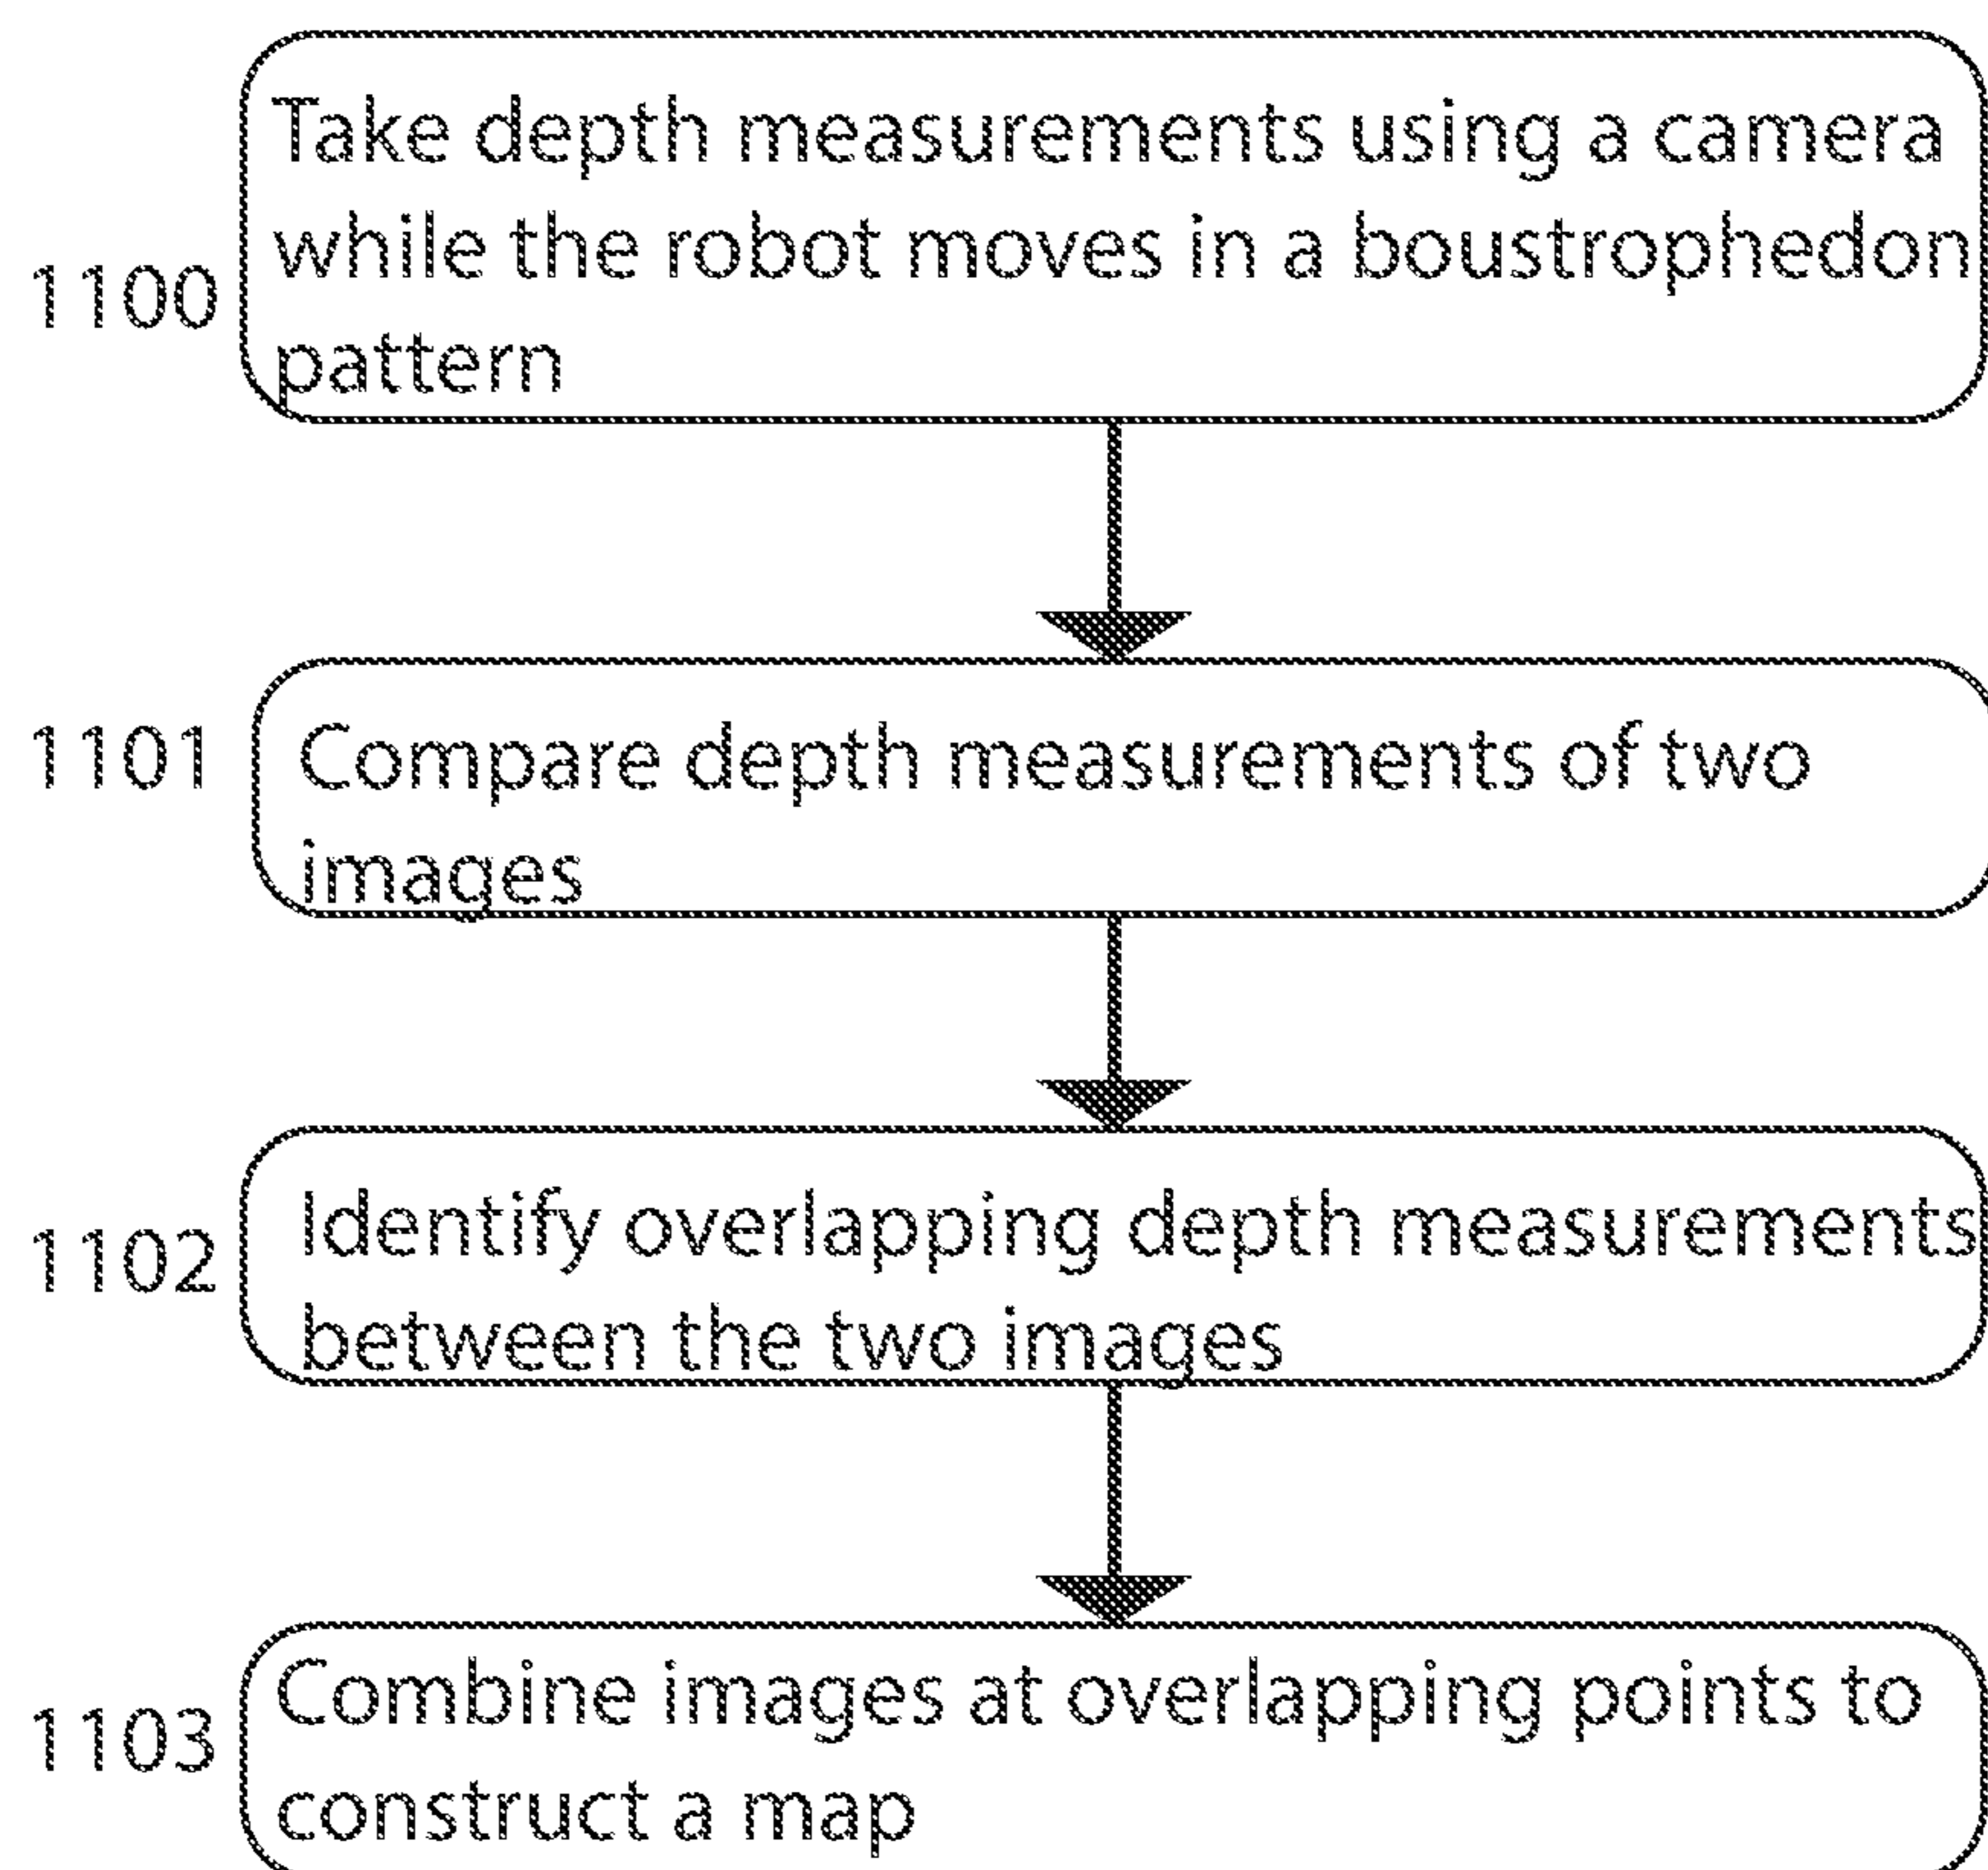 Take depth measurements using a camera
while the robot moves in a boustrophedon
pattern
1100
Compare depth measurements of two
images
1101
Identify overlapping depth measurements
between the two images
1102
Combine images at overlapping points to
construct a map
1103